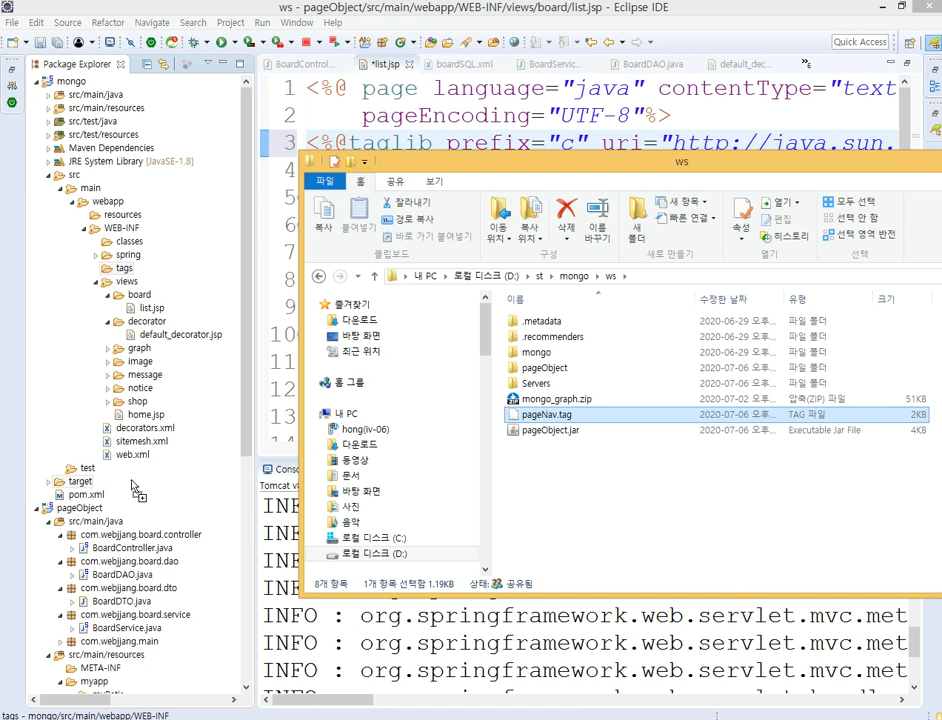 ws - pageObject/src/main/webapp/WEB-INF/views/board/list.jsp - Eclipse IDE
File Edit Source Refactor Navigate Search Project Run Window Help
Quick Access
Package Explorer
BoardControl...
*list.jsp
boardSQL.xml
BoardServic...
BoardDAO.java
default_dec...
mongo
src/main/java
src/main/resources
src/test/java
src/test/resources
Maven Dependencies
JRE System Library [JavaSE-1.8]
src
main
webapp
resources
WEB-INF
classes
spring
tags
views
board
list.jsp
decorator
default_decorator.jsp
graph
image
message
notice
shop
home.jsp
decorators.xml
sitemesh.xml
web.xml
test
target
pom.xml
pageObject
src/main/java
com.webjjang.board.controller
BoardController.java
com.webjjang.board.dao
BoardDAO.java
com.webjjang.board.dto
BoardDTO.java
com.webjjang.board.service
BoardService.java
com.webjjang.main
src/main/resources
META-INF
myapp
1 <%@ page language="java" contentType="text
2 pageEncoding="UTF-8"%>
3 <%@taglib prefix="c" uri="http://java.sun.
4
5
6
7
8
9
10
11
12
13
ws
파일 홈 공유 보기
복사
붙여넣기
잘라내기
경로 복사
바로 가기 붙여넣기
클립보드
이동 위치
복사 위치
삭제
이름 바꾸기
구성
새 폴더
새 항목
빠른 연결
새로 만들기
속성
열기
편집
히스토리
열기
모두 선택
선택 안 함
선택 영역 반전
선택
내 PC 로컬 디스크 (D:) st mongo ws
즐겨찾기
다운로드
바탕 화면
최근 위치
홈 그룹
내 PC
hong(iv-06)
다운로드
동영상
문서
바탕 화면
사진
음악
로컬 디스크 (C:)
로컬 디스크 (D:)
이름 수정한 날짜 유형 크기
.metadata 2020-06-29 오후... 파일 폴더
.recommenders 2020-06-29 오후... 파일 폴더
mongo 2020-06-29 오후... 파일 폴더
pageObject 2020-07-06 오후... 파일 폴더
Servers 2020-07-06 오후... 파일 폴더
mongo_graph.zip 2020-07-06 오후... 압축(ZIP) 파일 51KB
pageNav.tag 2020-07-06 오후... TAG 파일 2KB
pageObject.jar 2020-07-06 오후... Executable Jar File 4KB
8개 항목 1개 항목 선택함 1.19KB 상태: 공유됨
Conso
Tomcat v
INF
INFO : org.springframework.web.servlet.mvc.met
INFO : org.springframework.web.servlet.mvc.met
INFO : org.springframework.web.servlet.mvc.met
tags - mongo/src/main/webapp/WEB-INF